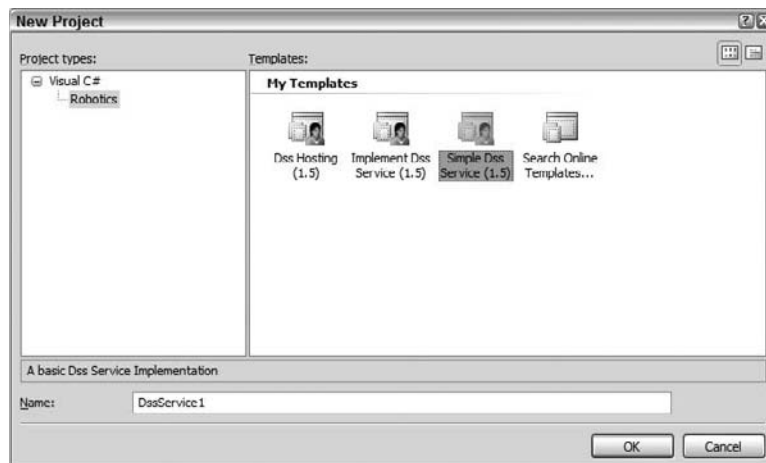 New Project
Project types:
Templates:
Visual C#
Robotics
My Templates
Dss Hosting
(1.5)
Implement Dss
Service (1.5)
Simple Dss
Service (1.5)
Search Online
Templates...
A basic Dss Service Implementation
Name:
DssService1
OK
Cancel